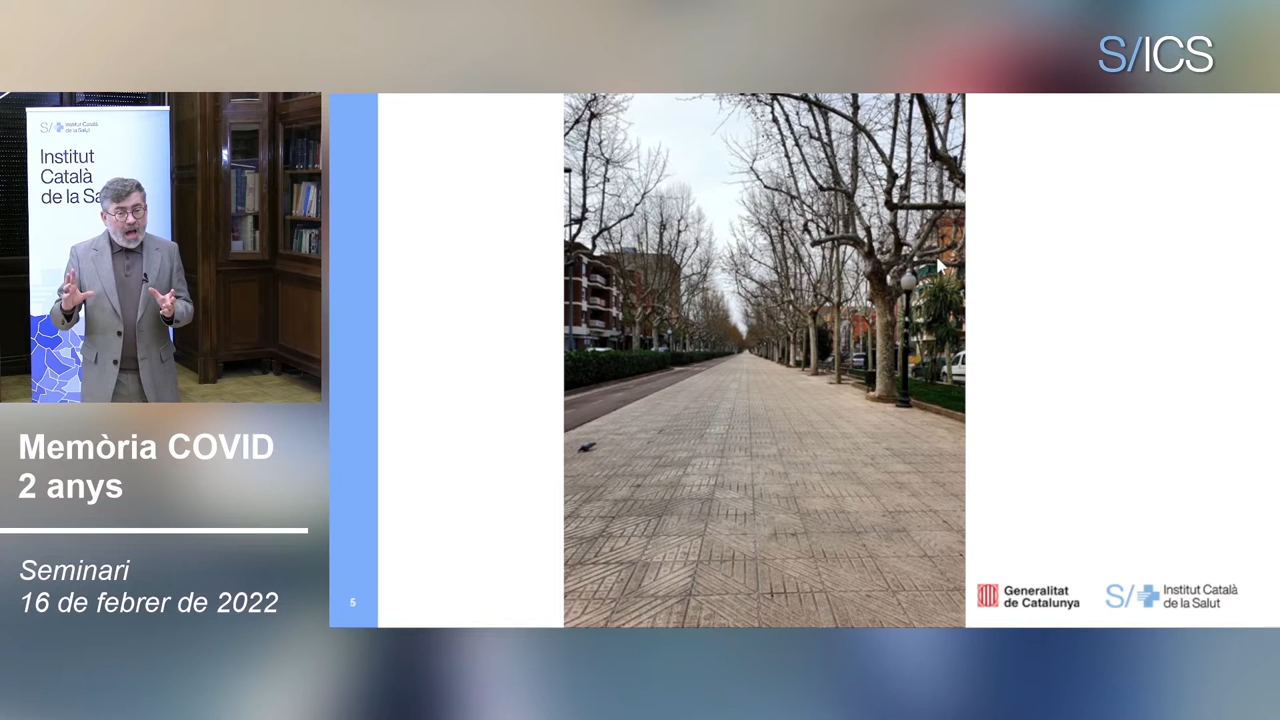 S/ICS
S/ Institut Català
de la Salut
Institut
Català
de la Sa
Memòria COVID
2 anys
Seminari
16 de febrer de 2022
5
Generalitat
de Catalunya
S/ Institut Català
de la Salut